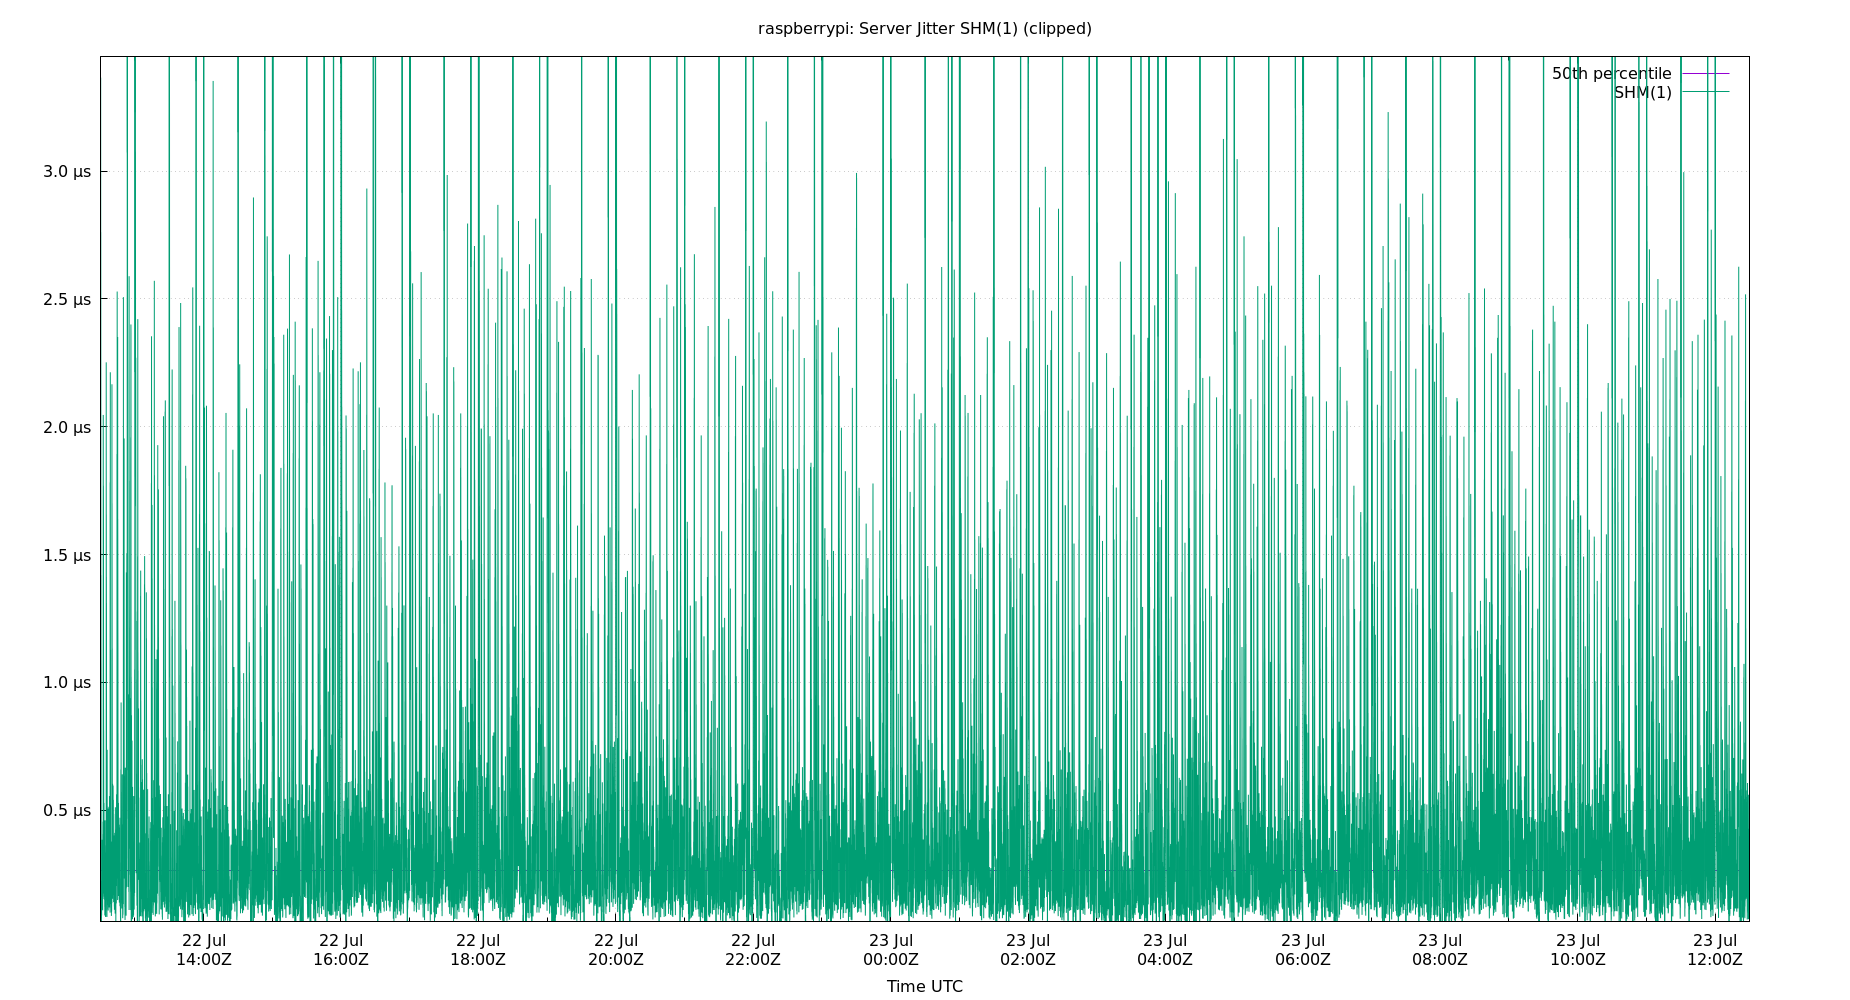 raspberrypi: Server Jitter SHM(1) (clipped)
50th percentile
SHM(1)
3.0 µs
2.5 µs
2.0 µs
1.5 µs
1.0 µs
0.5 µs
22 Jul 22 Jul 22 Jul 22 Jul 22 Jul 23 Jul 23 Jul 23 Jul 23 Jul 23 Jul 23 Jul 23 Jul
14:00Z 16:00Z 18:00Z 20:00Z 22:00Z 00:00Z 02:00Z 04:00Z 06:00Z 08:00Z 10:00Z 12:00Z
Time UTC